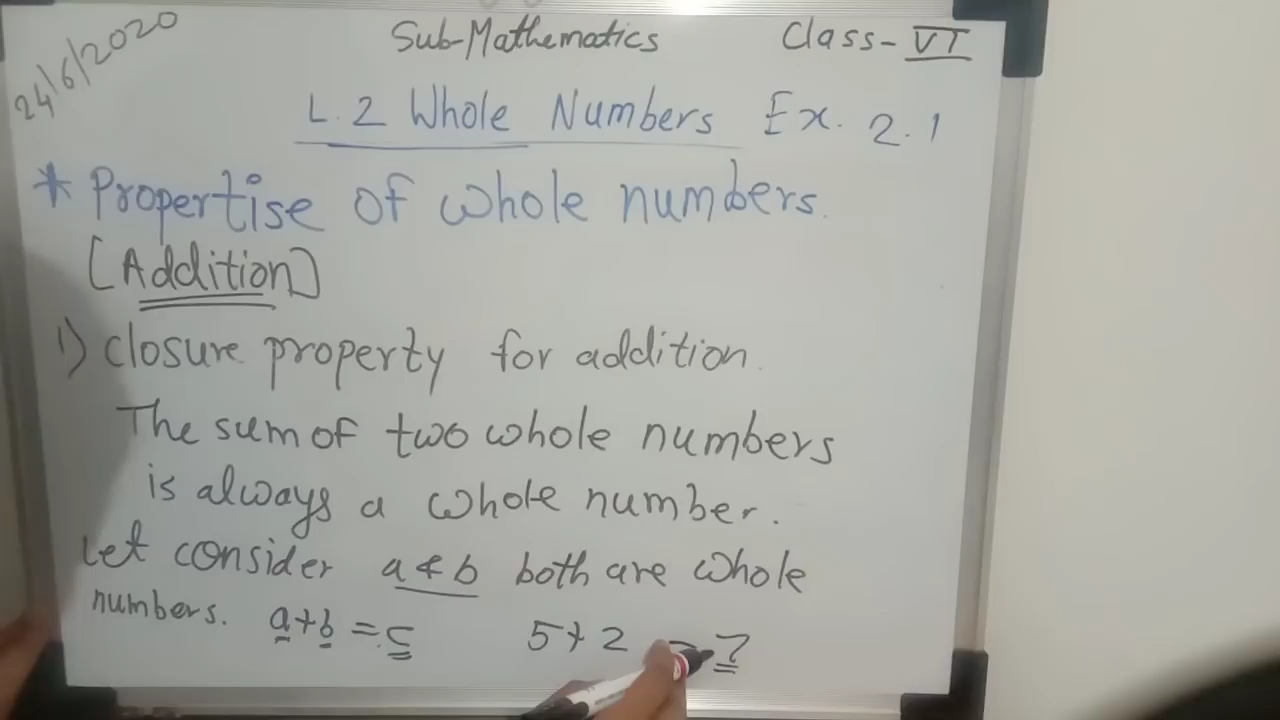 24/6/2020
Sub-Mathematics Class-VI
L.2 Whole Numbers Ex. 2.1
* Propertise of whole numbers.
[Addition]
1) closure property for addition.
The sum of two whole numbers
is always a whole number.
Let consider a & b both are whole
numbers. a+b = c 5+2 = 7